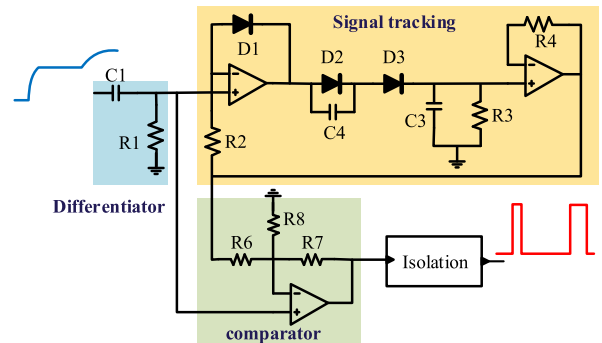 Signal tracking
D1
R4
D2
D3
C1
C4
C3
R3
R1
R2
Differentiator
R8
R6
R7
Isolation
comparator